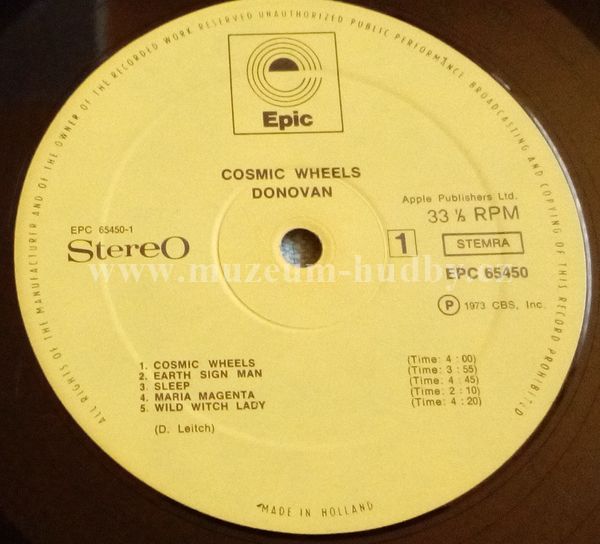 ALL RIGHTS OF THE MANUFACTURER AND OF THE OWNER OF THE RECORDED WORK RESERVED UNAUTHORIZED PUBLIC PERFORMANCE BROADCASTING AND COPYING OF THIS RECORD PROHIBITED
e
Epic
COSMIC WHEELS
DONOVAN
Apple Publishers Ltd.
33⅓ RPM
EPC 65450-1
Stereo
1
STEMRA
EPC 65450
www.muzeum-hudby.cz
Ⓟ 1973 CBS, Inc.
1. COSMIC WHEELS (Time: 4 : 00)
2. EARTH SIGN MAN (Time: 3 : 55)
3. SLEEP (Time: 4 : 45)
4. MARIA MAGENTA (Time: 2 : 10)
5. WILD WITCH LADY (Time: 4 : 20)
(D. Leitch)
MADE IN HOLLAND